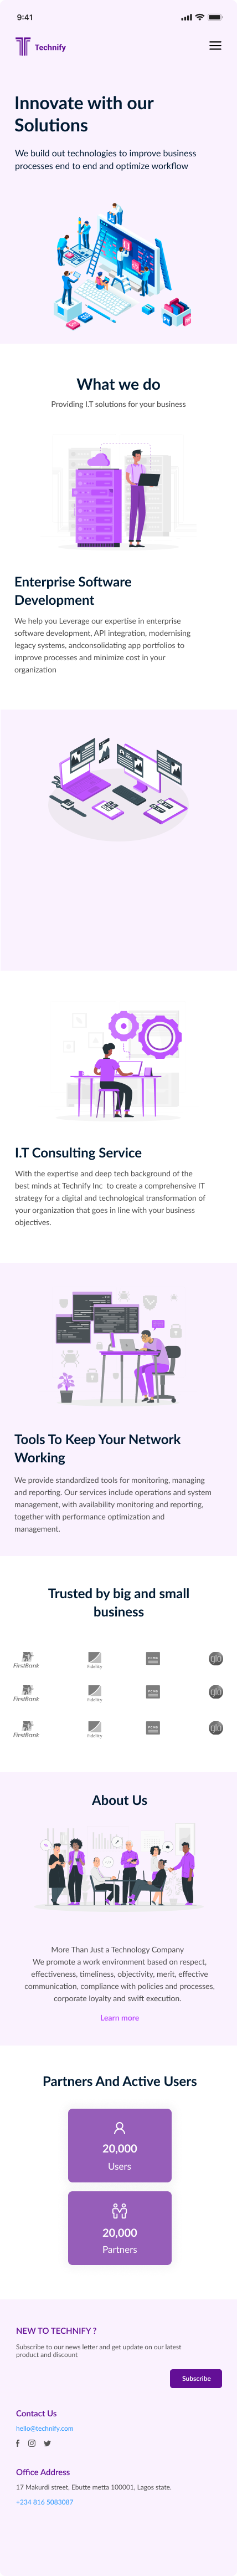 9:41
Technify
Innovate with our
Solutions
We build out technologies to improve business
processes end to end and optimize workflow
What we do
Providing I.T solutions for your business
Enterprise Software
Development
We help you Leverage our expertise in enterprise
software development, API integration, modernising
legacy systems, andconsolidating app portfolios to
improve processes and minimize cost in your
organization
I.T Consulting Service
With the expertise and deep tech background of the
best minds at Technify Inc to create a comprehensive IT
strategy for a digital and technological transformation of
your organization that goes in line with your business
objectives.
Tools To Keep Your Network
Working
We provide standardized tools for monitoring, managing
and reporting. Our services include operations and system
management, with availability monitoring and reporting,
together with performance optimization and
management.
Trusted by big and small
business
FirstBank Fidelity glo
FirstBank Fidelity glo
FirstBank Fidelity glo
About Us
More Than Just a Technology Company
We promote a work environment based on respect,
effectiveness, timeliness, objectivity, merit, effective
communication, compliance with policies and processes,
corporate loyalty and swift execution.
Learn more
Partners And Active Users
20,000
Users
20,000
Partners
NEW TO TECHNIFY ?
Subscribe to our news letter and get update on our latest
product and discount
Subscribe
Contact Us
hello@technify.com
Office Address
17 Makurdi street, Ebutte metta 100001, Lagos state.
+234 816 5083087